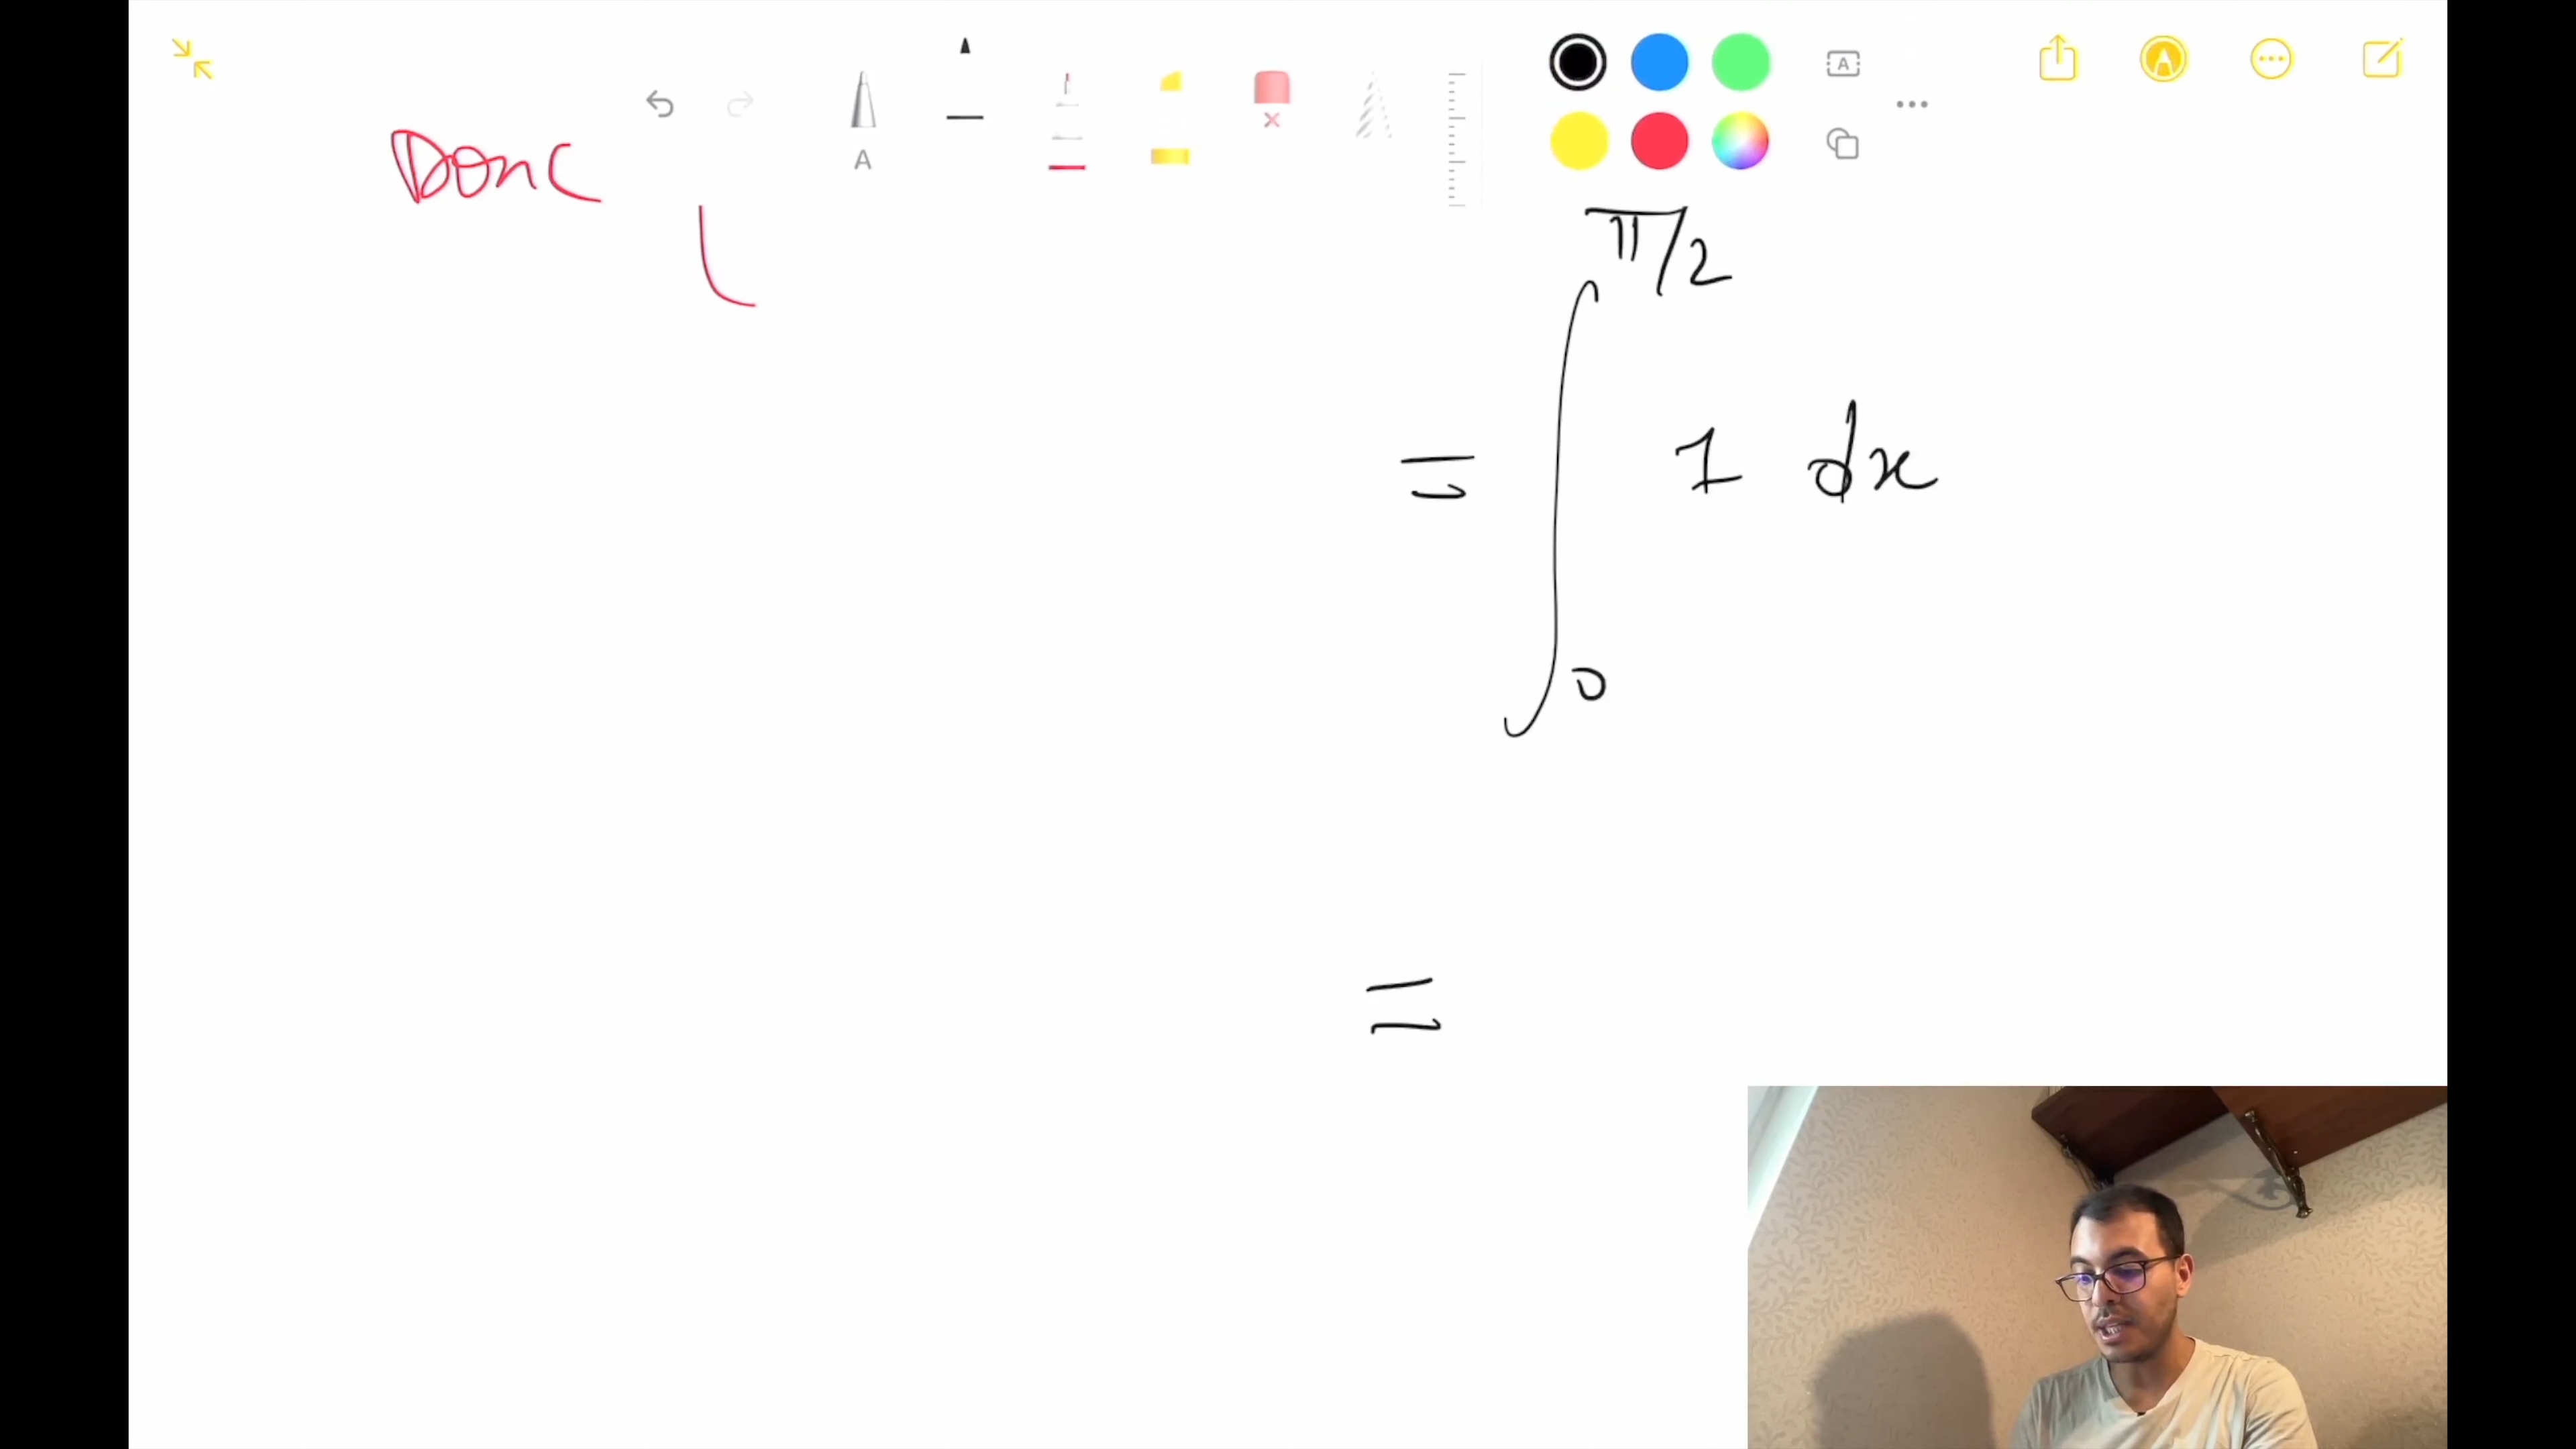 A
A
Donc
π/2
= ∫ 1 dx
0
=